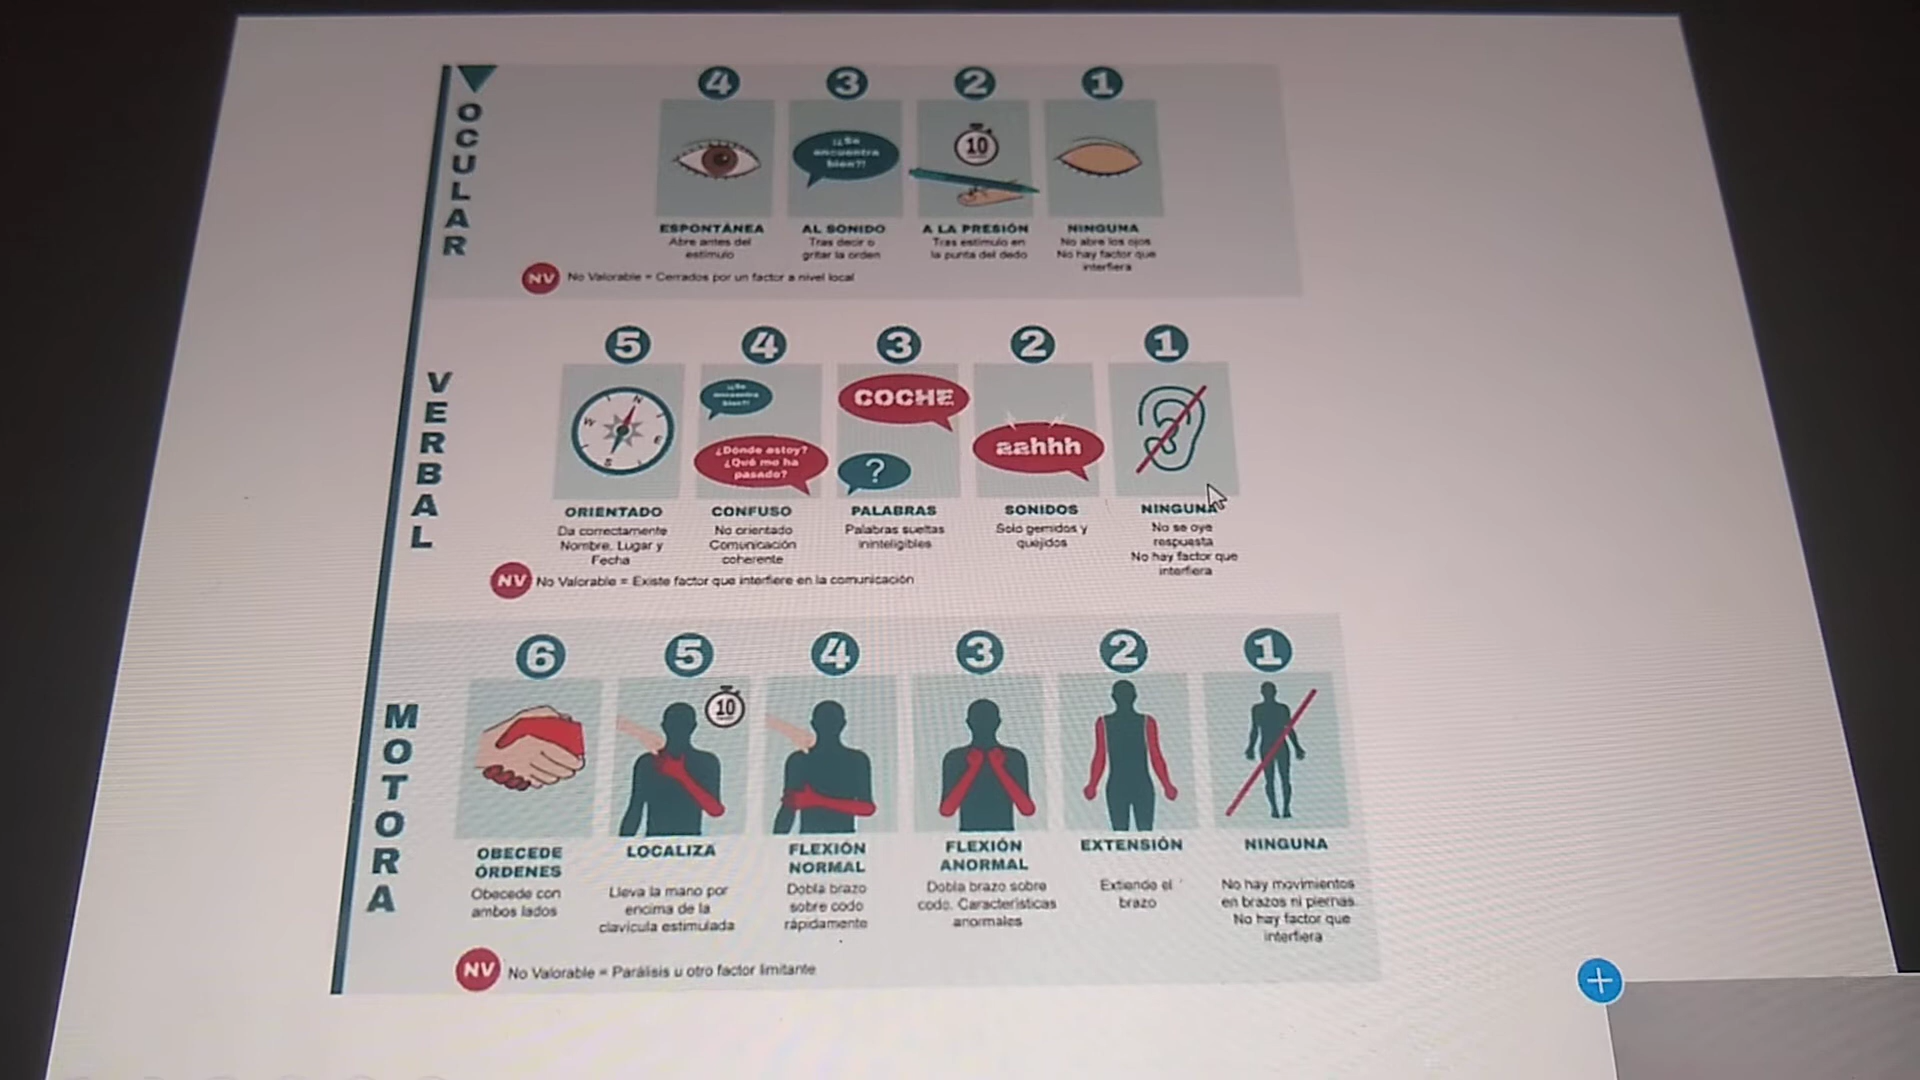 OCULAR
4 3 2 1
¿¿Se
encuentra
bien??
10
ESPONTÁNEA
Abre antes del
estímulo
AL SONIDO
Tras decir o
gritar la orden
A LA PRESIÓN
Tras estímulo en
la punta del dedo
NINGUNA
No abre los ojos
No hay factor que
interfiera
NV No Valorable = Cerrados por un factor a nivel local
VERBAL
5 4 3 2 1
N
W
E
S
¿¿Se
encuentra
bien??
¿Dónde estoy?
¿Qué me ha
pasado?
COCHE
?
aahhh
ORIENTADO
Da correctamente
Nombre, Lugar y
Fecha
CONFUSO
No orientado
Comunicación
coherente
PALABRAS
Palabras sueltas
ininteligibles
SONIDOS
Solo gemidos y
quejidos
NINGUNA
No se oye
respuesta
No hay factor que
interfiera
NV No Valorable = Existe factor que interfiere en la comunicación
MOTORA
6 5 4 3 2 1
10
OBECEDE
ÓRDENES
Obecede con
ambos lados
LOCALIZA
Lleva la mano por
encima de la
clavícula estimulada
FLEXIÓN
NORMAL
Dobla brazo
sobre codo
rápidamente
FLEXIÓN
ANORMAL
Dobla brazo sobre
codo. Características
anormales
EXTENSIÓN
Extiende el
brazo
NINGUNA
No hay movimientos
en brazos ni piernas.
No hay factor que
interfiera
NV No Valorable = Parálisis u otro factor limitante